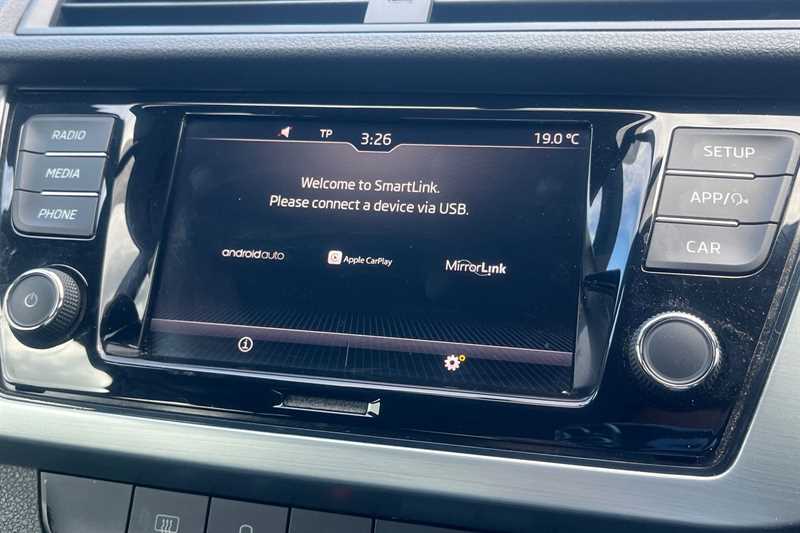 RADIO
MEDIA
PHONE
TP 3:26 19.0 °C
Welcome to SmartLink.
Please connect a device via USB.
androidauto Apple CarPlay MirrorLink
SETUP
APP/
CAR